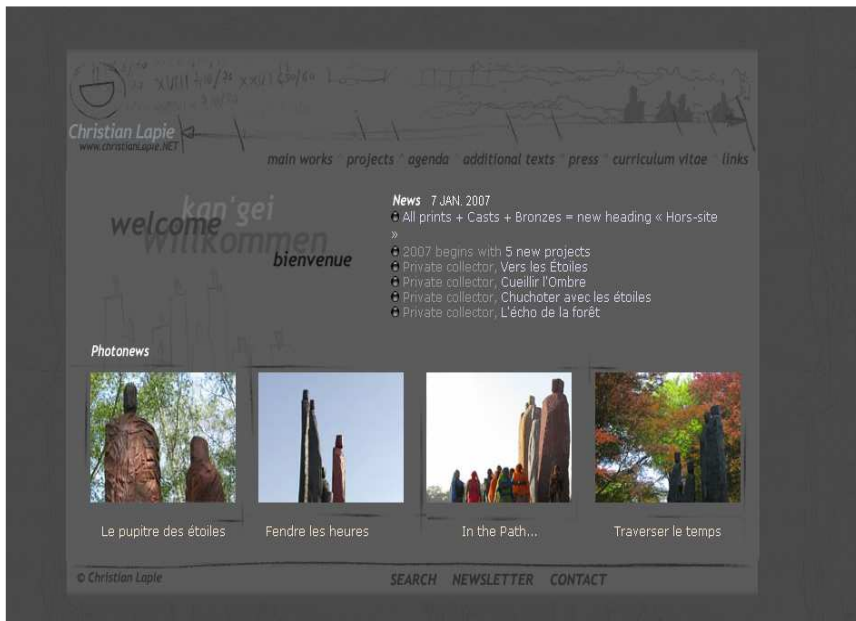 Christian Lapie
www.christianLapie.NET
main works projects agenda additional texts press curriculum vitae links
kan'gei
welcome
willkommen
bienvenue
News 7 JAN. 2007
All prints + Casts + Bronzes = new heading « Hors-site
»
2007 begins with 5 new projects
Private collector, Vers les Étoiles
Private collector, Cueillir l'Ombre
Private collector, Chuchoter avec les étoiles
Private collector, L'écho de la forêt
Photonews
Le pupitre des étoiles
Fendre les heures
In the Path...
Traverser le temps
© Christian Lapie
SEARCH NEWSLETTER CONTACT